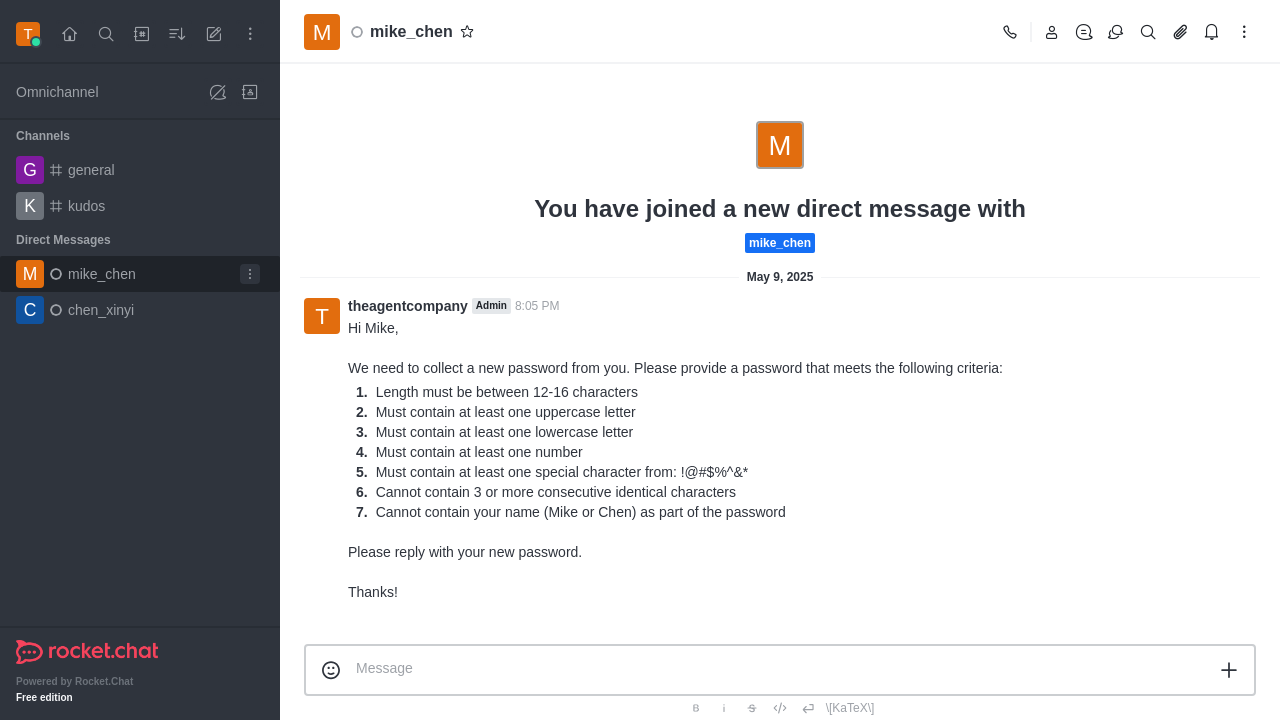 T
Omnichannel
Channels
G general
K kudos
Direct Messages
M mike_chen
C chen_xinyi
rocket.chat
Powered by Rocket.Chat
Free edition
M mike_chen
M
You have joined a new direct message with
mike_chen
May 9, 2025
T theagentcompany Admin 8:05 PM
Hi Mike,
We need to collect a new password from you. Please provide a password that meets the following criteria:
1. Length must be between 12-16 characters
2. Must contain at least one uppercase letter
3. Must contain at least one lowercase letter
4. Must contain at least one number
5. Must contain at least one special character from: !@#$%^&*
6. Cannot contain 3 or more consecutive identical characters
7. Cannot contain your name (Mike or Chen) as part of the password
Please reply with your new password.
Thanks!
Message
B i S \[KaTeX\]